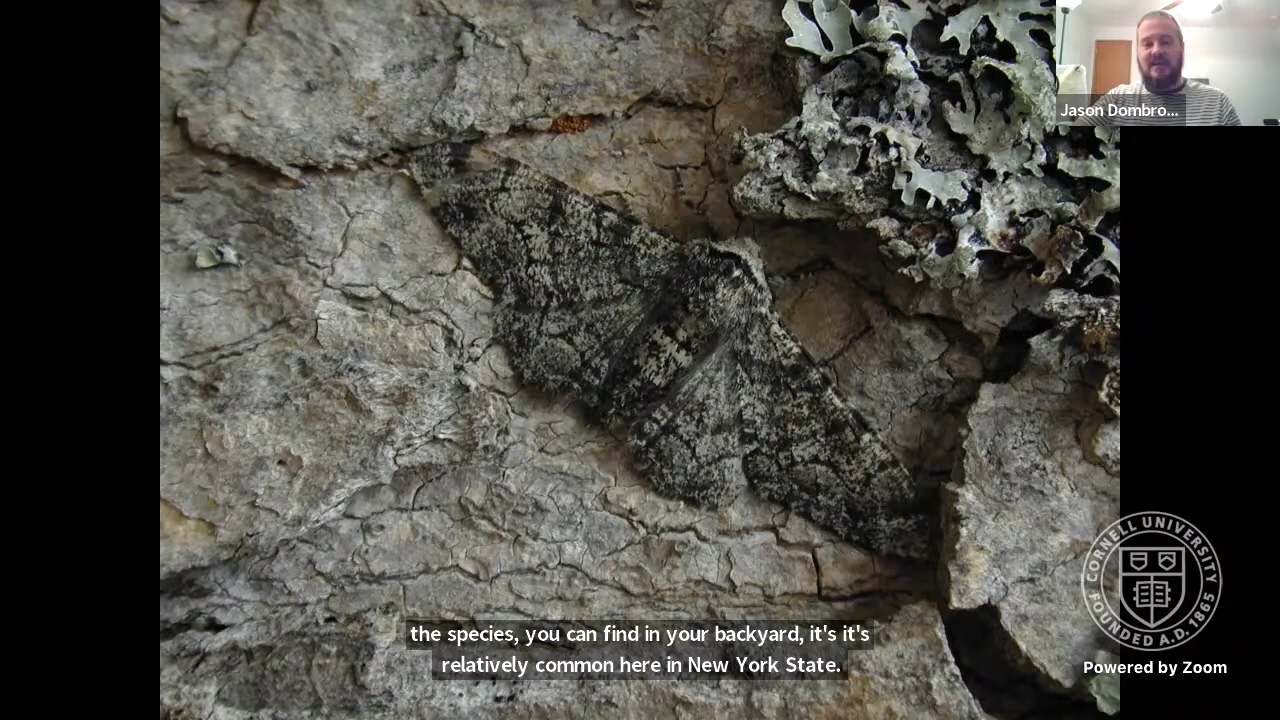 Jason Dombro...
the species, you can find in your backyard, it's it's
relatively common here in New York State.
CORNELL UNIVERSITY
FOUNDED A.D. 1865
Powered by Zoom